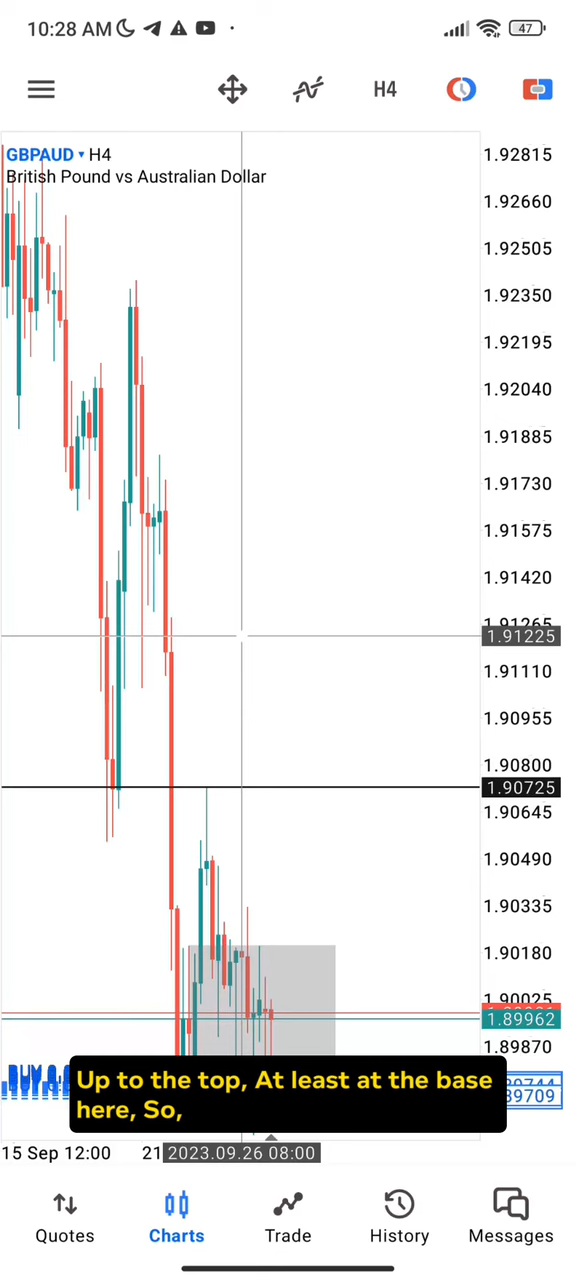 10:28 AM
47
H4
GBPAUD H4
British Pound vs Australian Dollar
1.92815
1.92660
1.92505
1.92350
1.92195
1.92040
1.91885
1.91730
1.91575
1.91420
1.91265
1.91225
1.91110
1.90955
1.90800
1.90725
1.90645
1.90490
1.90335
1.90180
1.90025
1.89962
1.89870
BUY
89709
Up to the top, At least at the base
here, So,
15 Sep 12:00 21 2023.09.26 08:00
Quotes Charts Trade History Messages